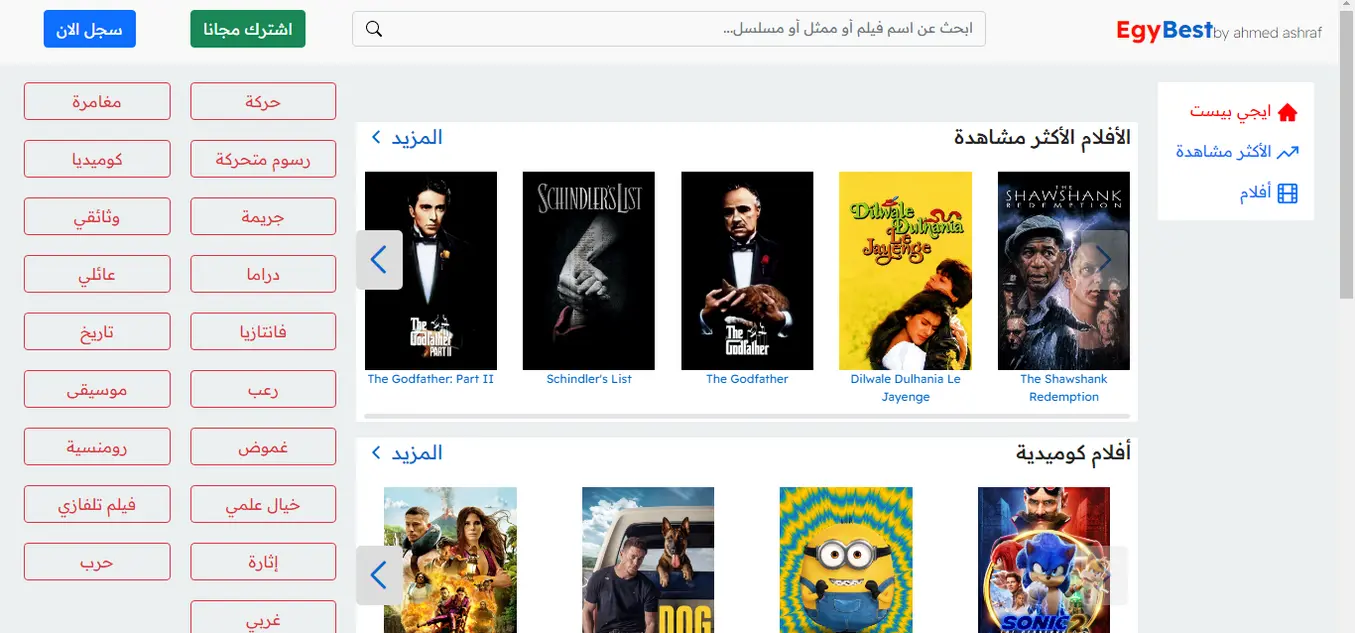 EgyBest by ahmed ashraf
ابحث عن اسم فيلم أو ممثل أو مسلسل...
اشترك مجانا
سجل الان
ايجي بيست
الأكثر مشاهدة
أفلام
الأفلام الأكثر مشاهدة
المزيد
THE
SHAWSHANK
REDEMPTION
The Shawshank
Redemption
Dilwale
Dulhania
Le
Jayenge
Dilwale Dulhania Le
Jayenge
The
Godfather
The Godfather
SCHINDLER'S LIST
Schindler's List
The
Godfather
PART II
The Godfather: Part II
أفلام كوميدية
المزيد
SONIC 2
DOG
حركة
مغامرة
رسوم متحركة
كوميديا
جريمة
وثائقي
دراما
عائلي
فانتازيا
تاريخ
رعب
موسيقى
غموض
رومنسية
خيال علمي
فيلم تلفازي
إثارة
حرب
غربي